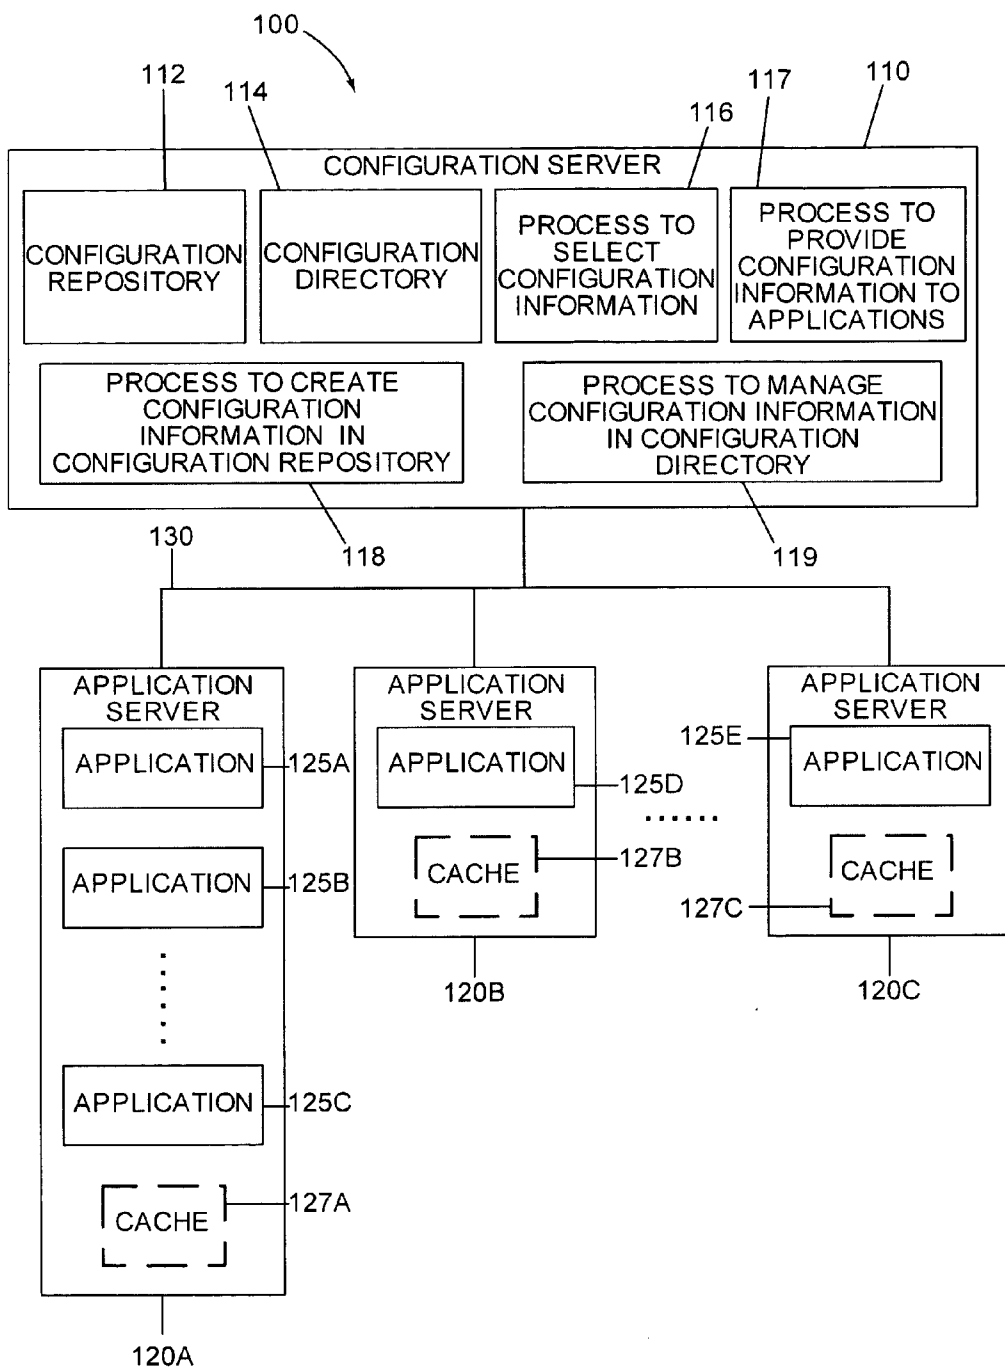 100
112
114
116
117
110
CONFIGURATION SERVER
CONFIGURATION
REPOSITORY
CONFIGURATION
DIRECTORY
PROCESS TO
SELECT
CONFIGURATION
INFORMATION
PROCESS TO
PROVIDE
CONFIGURATION
INFORMATION TO
APPLICATIONS
PROCESS TO CREATE
CONFIGURATION
INFORMATION IN
CONFIGURATION REPOSITORY
PROCESS TO MANAGE
CONFIGURATION INFORMATION
IN CONFIGURATION
DIRECTORY
130
118
119
APPLICATION
SERVER
APPLICATION
125A
APPLICATION
125B
APPLICATION
125C
CACHE
127A
120A
APPLICATION
SERVER
APPLICATION
125D
CACHE
127B
120B
......
APPLICATION
SERVER
125E
APPLICATION
CACHE
127C
120C